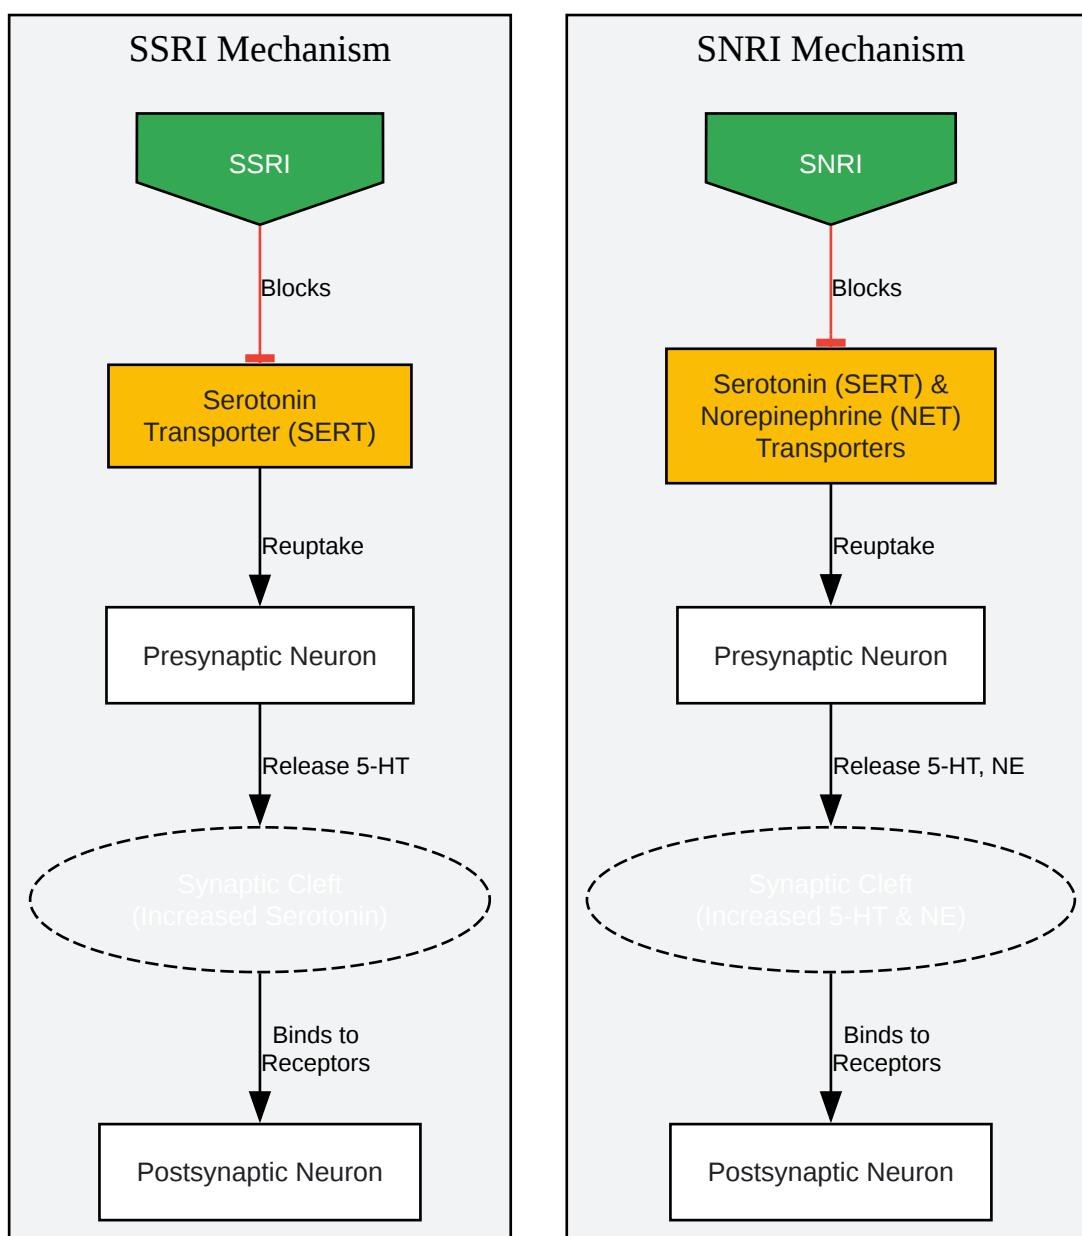 SSRI Mechanism
SSRI
Blocks
Serotonin
Transporter (SERT)
Reuptake
Presynaptic Neuron
Release 5-HT
Synaptic Cleft
(Increased Serotonin)
Binds to
Receptors
Postsynaptic Neuron
SNRI Mechanism
SNRI
Blocks
Serotonin (SERT) &
Norepinephrine (NET)
Transporters
Reuptake
Presynaptic Neuron
Release 5-HT, NE
Synaptic Cleft
(Increased 5-HT & NE)
Binds to
Receptors
Postsynaptic Neuron